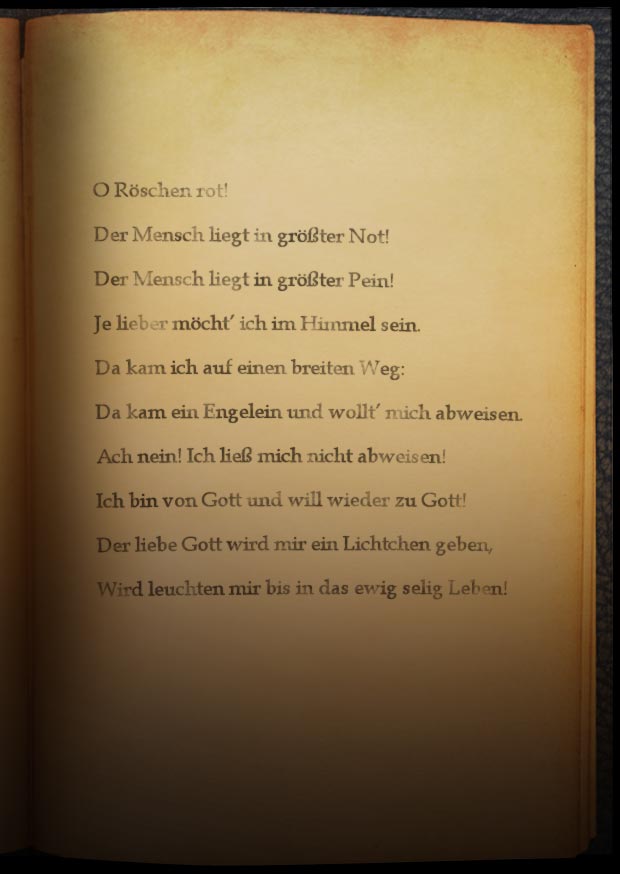 O Röschen rot!
Der Mensch liegt in größter Not!
Der Mensch liegt in größter Pein!
Je lieber möcht´ ich im Himmel sein.
Da kam ich auf einen breiten Weg:
Da kam ein Engelein und wollt´ mich abweisen.
Ach nein! Ich ließ mich nicht abweisen!
Ich bin von Gott und will wieder zu Gott!
Der liebe Gott wird mir ein Lichtchen geben,
Wird leuchten mir bis in das ewig selig Leben!